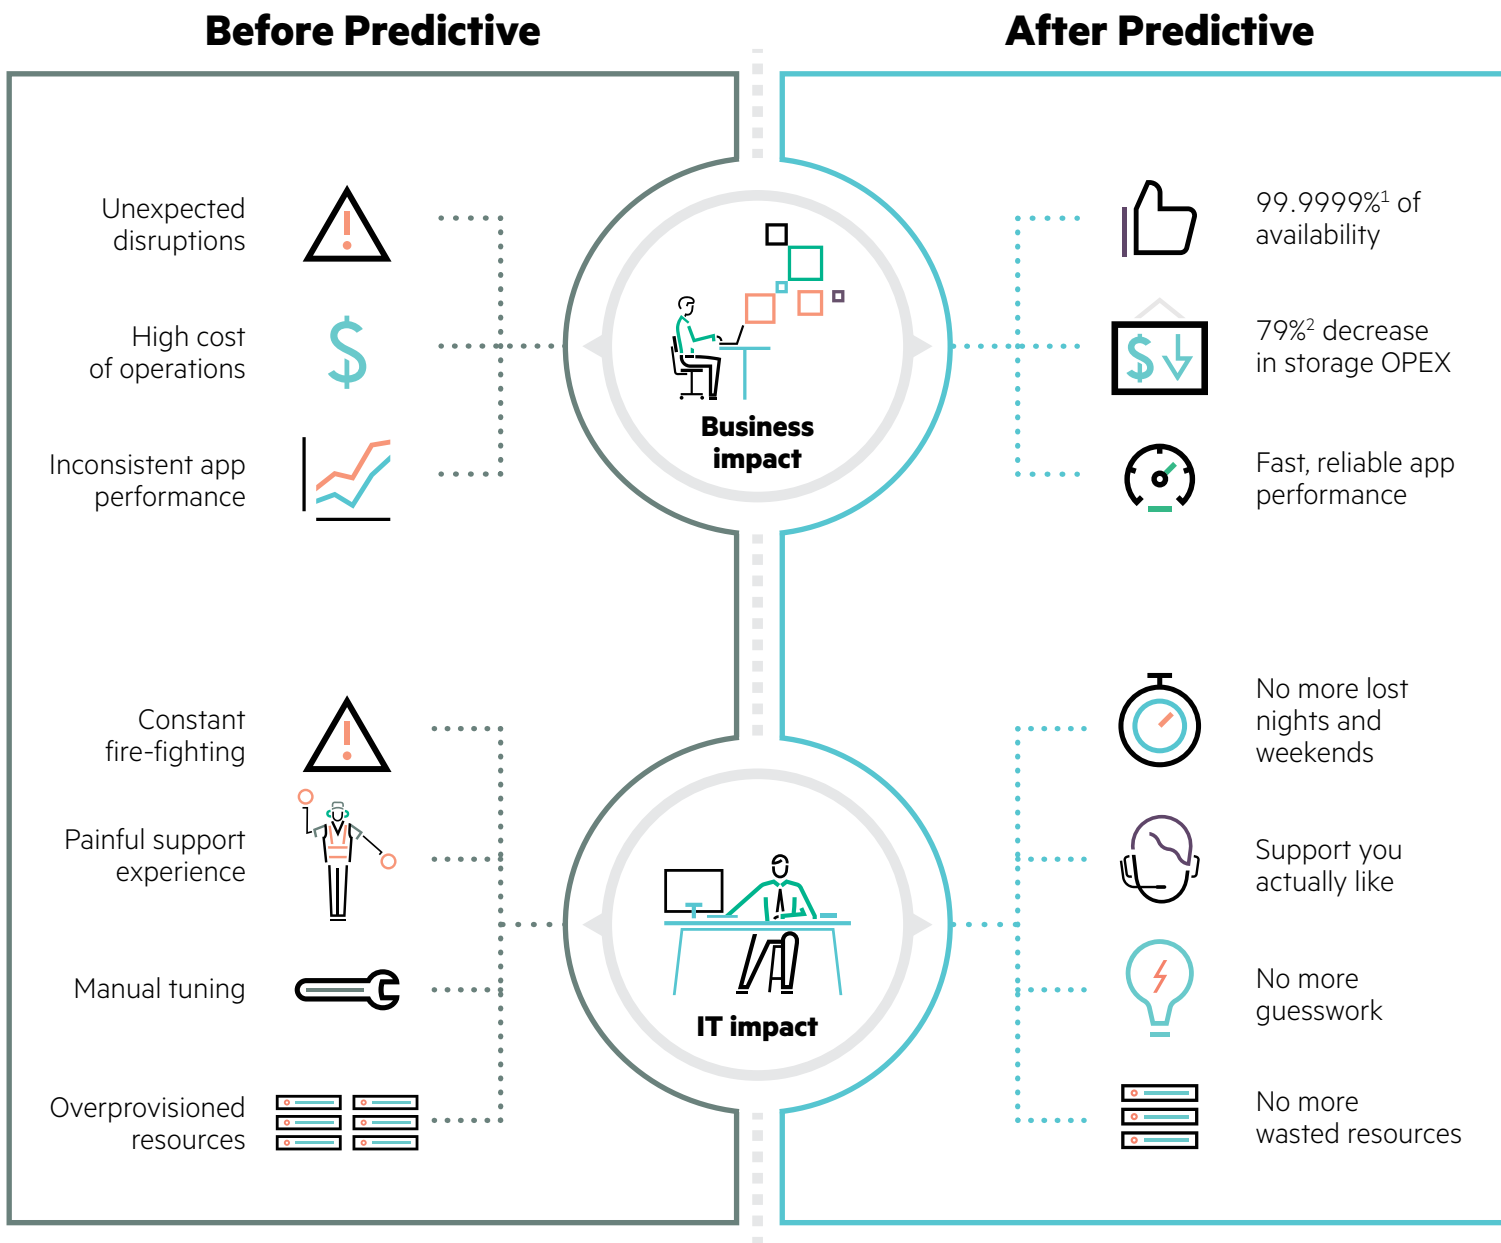 Before Predictive
After Predictive
Unexpected
disruptions
High cost
of operations
Inconsistent app
performance
Business
impact
99.9999%¹ of
availability
79%² decrease
in storage OPEX
Fast, reliable app
performance
Constant
fire-fighting
Painful support
experience
Manual tuning
Overprovisioned
resources
IT impact
No more lost
nights and
weekends
Support you
actually like
No more
guesswork
No more
wasted resources